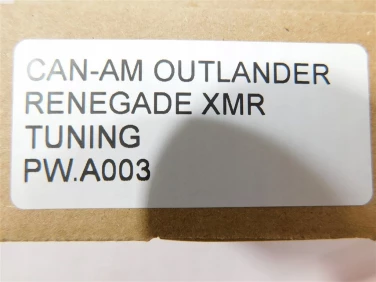 CAN-AM OUTLANDER
RENEGADE XMR
TUNING
PW.A003